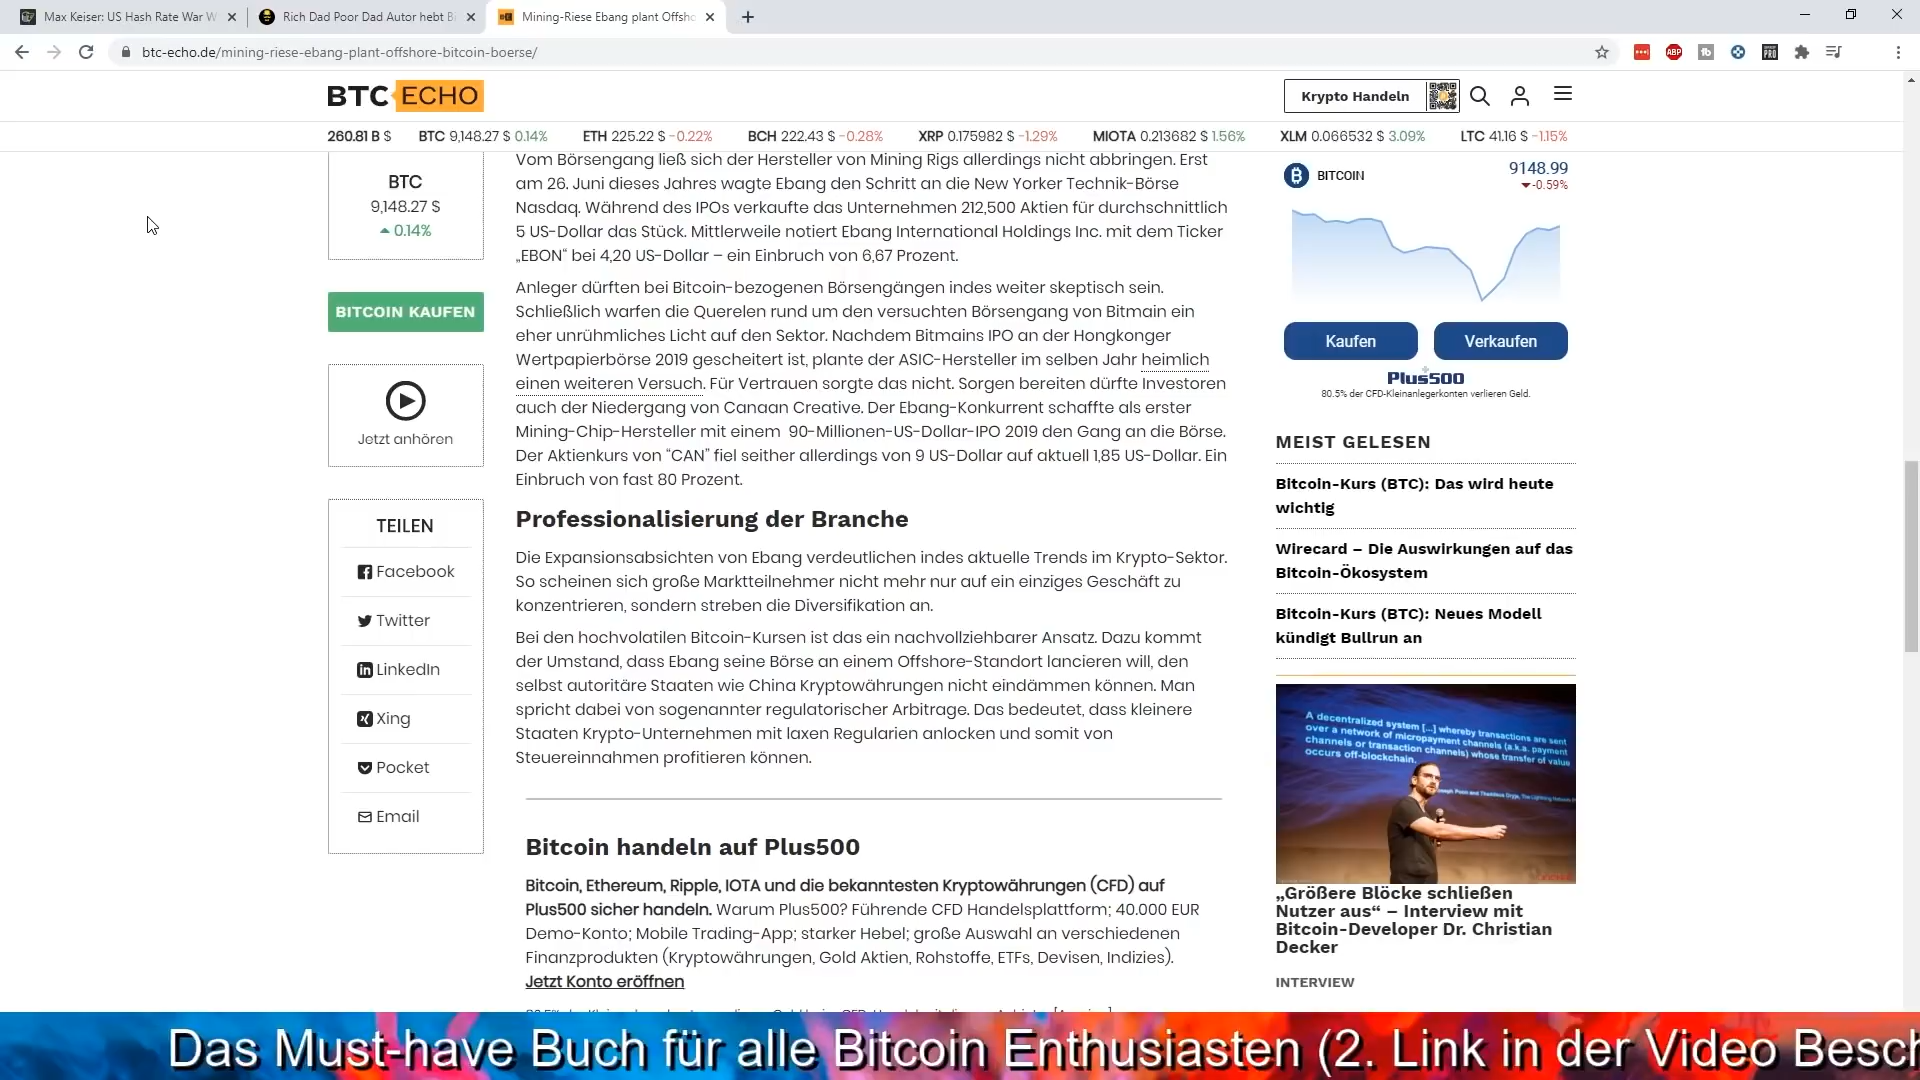 Max Keiser: US Hash Rate War W
Rich Dad Poor Dad Autor hebt Bi
Mining-Riese Ebang plant Offsho
btc-echo.de/mining-riese-ebang-plant-offshore-bitcoin-boerse/
BTC ECHO
Krypto Handeln
260.81 B $ BTC 9,148.27 $ 0.14% ETH 225.22 $ -0.22% BCH 222.43 $ -0.28% XRP 0.175982 $ -1.29% MIOTA 0.213682 $ 1.56% XLM 0.066532 $ 3.09% LTC 41.16 $ -1.15%
BTC
9,148.27 $
0.14%
BITCOIN KAUFEN
Jetzt anhören
TEILEN
Facebook
Twitter
LinkedIn
Xing
Pocket
Email
Vom Börsengang ließ sich der Hersteller von Mining Rigs allerdings nicht abbringen. Erst
am 26. Juni dieses Jahres wagte Ebang den Schritt an die New Yorker Technik-Börse
Nasdaq. Während des IPOs verkaufte das Unternehmen 212,500 Aktien für durchschnittlich
5 US-Dollar das Stück. Mittlerweile notiert Ebang International Holdings Inc. mit dem Ticker
„EBON“ bei 4,20 US-Dollar – ein Einbruch von 6,67 Prozent.
Anleger dürften bei Bitcoin-bezogenen Börsengängen indes weiter skeptisch sein.
Schließlich warfen die Querelen rund um den versuchten Börsengang von Bitmain ein
eher unrühmliches Licht auf den Sektor. Nachdem Bitmains IPO an der Hongkonger
Wertpapierbörse 2019 gescheitert ist, plante der ASIC-Hersteller im selben Jahr heimlich
einen weiteren Versuch. Für Vertrauen sorgte das nicht. Sorgen bereiten dürfte Investoren
auch der Niedergang von Canaan Creative. Der Ebang-Konkurrent schaffte als erster
Mining-Chip-Hersteller mit einem 90-Millionen-US-Dollar-IPO 2019 den Gang an die Börse.
Der Aktienkurs von “CAN” fiel seither allerdings von 9 US-Dollar auf aktuell 1,85 US-Dollar. Ein
Einbruch von fast 80 Prozent.
Professionalisierung der Branche
Die Expansionsabsichten von Ebang verdeutlichen indes aktuelle Trends im Krypto-Sektor.
So scheinen sich große Marktteilnehmer nicht mehr nur auf ein einziges Geschäft zu
konzentrieren, sondern streben die Diversifikation an.
Bei den hochvolatilen Bitcoin-Kursen ist das ein nachvollziehbarer Ansatz. Dazu kommt
der Umstand, dass Ebang seine Börse an einem Offshore-Standort lancieren will, den
selbst autoritäre Staaten wie China Kryptowährungen nicht eindämmen können. Man
spricht dabei von sogenannter regulatorischer Arbitrage. Das bedeutet, dass kleinere
Staaten Krypto-Unternehmen mit laxen Regularien anlocken und somit von
Steuereinnahmen profitieren können.
Bitcoin handeln auf Plus500
Bitcoin, Ethereum, Ripple, IOTA und die bekanntesten Kryptowährungen (CFD) auf
Plus500 sicher handeln. Warum Plus500? Führende CFD Handelsplattform; 40.000 EUR
Demo-Konto; Mobile Trading-App; starker Hebel; große Auswahl an verschiedenen
Finanzprodukten (Kryptowährungen, Gold Aktien, Rohstoffe, ETFs, Devisen, Indizies).
Jetzt Konto eröffnen
BITCOIN
9148.99
-0.59%
Kaufen
Verkaufen
Plus500
80.5% der CFD-Kleinanlegerkonten verlieren Geld.
MEIST GELESEN
Bitcoin-Kurs (BTC): Das wird heute
wichtig
Wirecard – Die Auswirkungen auf das
Bitcoin-Ökosystem
Bitcoin-Kurs (BTC): Neues Modell
kündigt Bullrun an
A decentralized system [...] whereby transactions are sent
over a network of micropayment channels (a.k.a. payment
channels or transaction channels) whose transfer of value
occurs off-blockchain.
„Größere Blöcke schließen
Nutzer aus“ – Interview mit
Bitcoin-Developer Dr. Christian
Decker
INTERVIEW
Das Must-have Buch für alle Bitcoin Enthusiasten (2. Link in der Video Besch